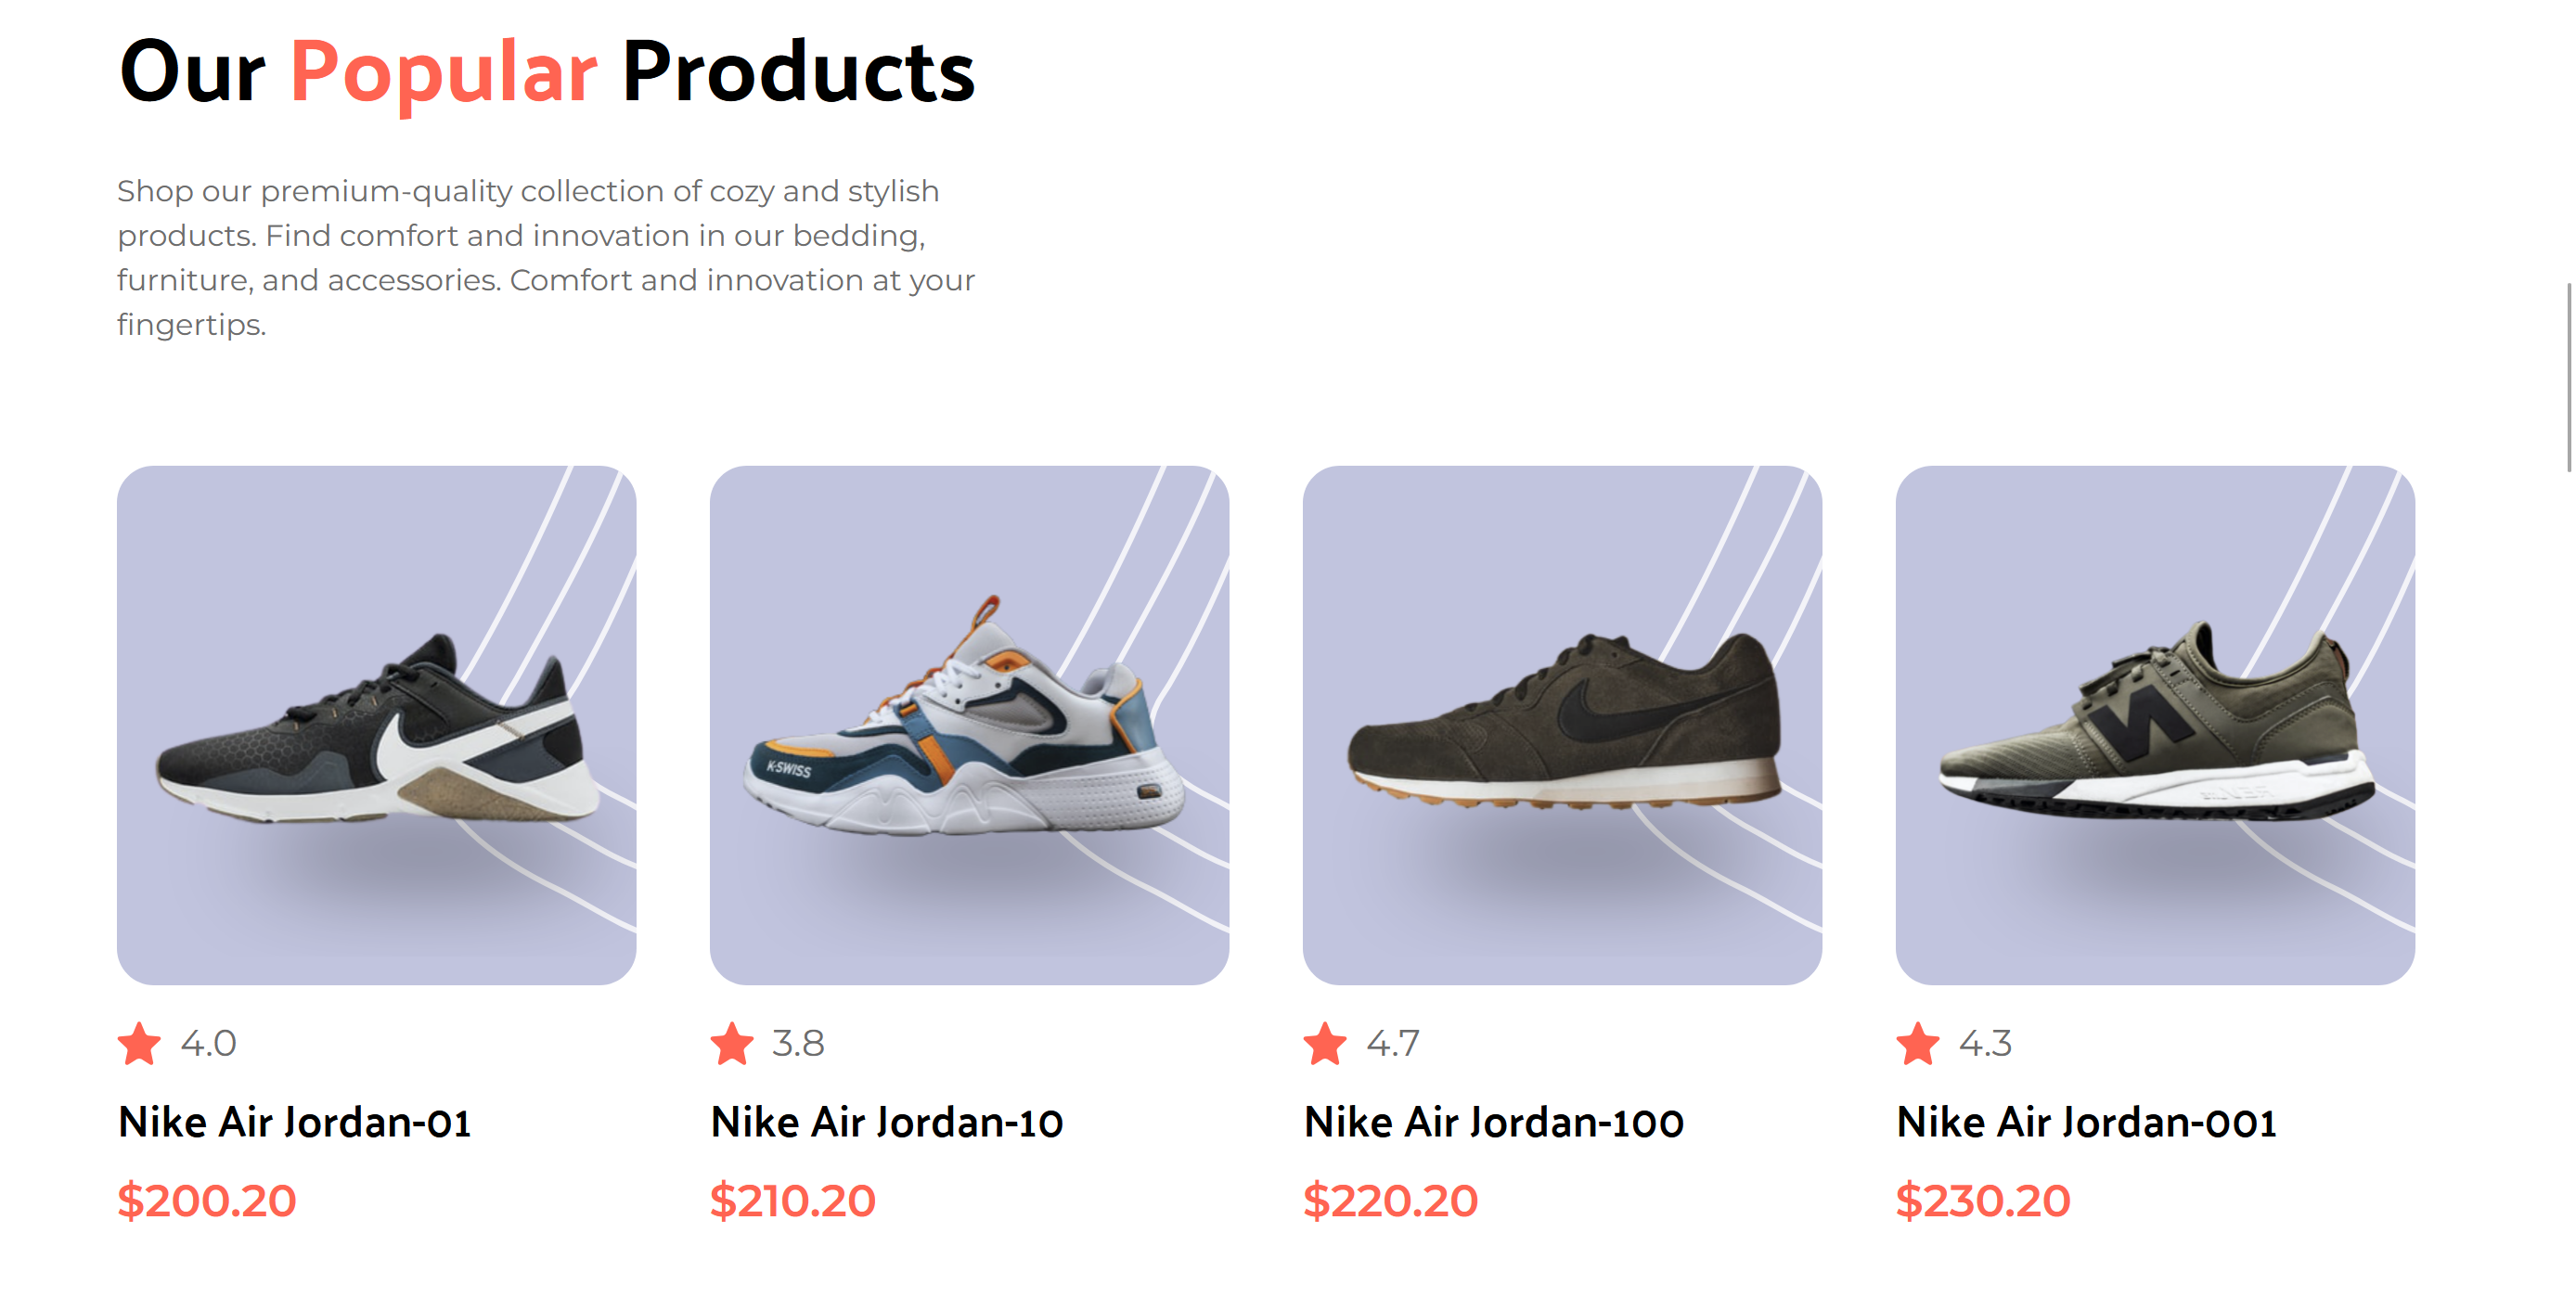 Our Popular Products
Shop our premium-quality collection of cozy and stylish
products. Find comfort and innovation in our bedding,
furniture, and accessories. Comfort and innovation at your
fingertips.
K·SWISS
N
4.0
3.8
4.7
4.3
Nike Air Jordan-01
Nike Air Jordan-10
Nike Air Jordan-100
Nike Air Jordan-001
$200.20
$210.20
$220.20
$230.20